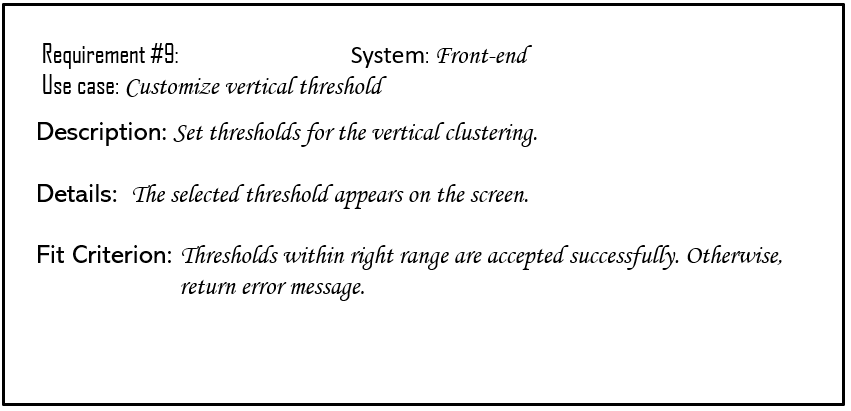 Requirement #9: System: Front-end
Use case: Customize vertical threshold
Description: Set thresholds for the vertical clustering.
Details: The selected threshold appears on the screen.
Fit Criterion: Thresholds within right range are accepted successfully. Otherwise,
return error message.